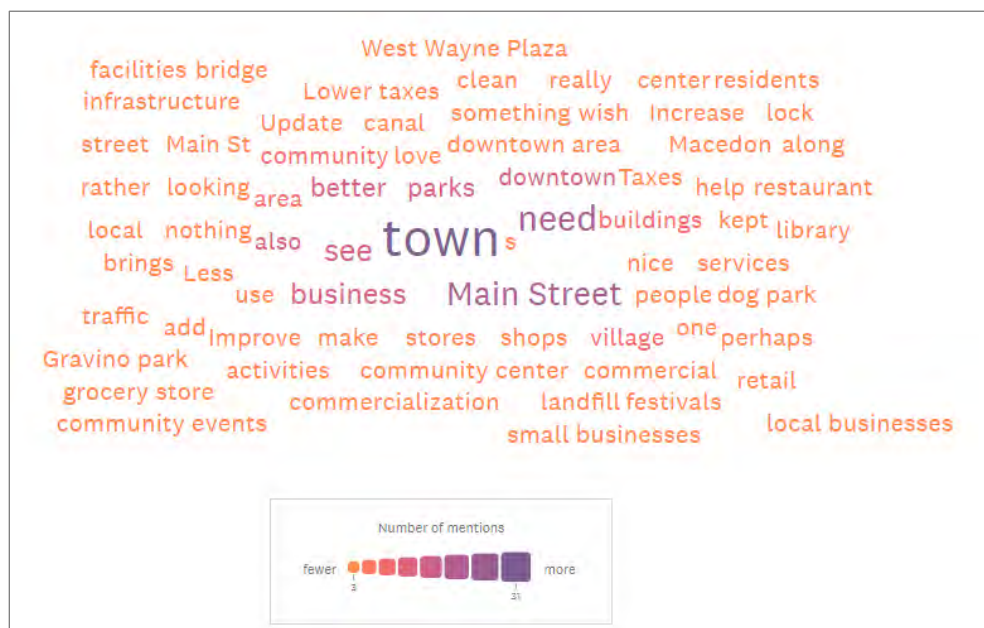 West Wayne Plaza
facilities bridge clean really center residents
infrastructure Lower taxes something wish Increase lock
Update canal
street Main St downtown area Macedon along
community love
rather looking better parks downtown Taxes help restaurant
area
local nothing also see town s need buildings kept library
brings Less nice services
use business Main Street people dog park
traffic add Improve make stores shops village one perhaps
Gravino park activities community center commercial retail
grocery store commercialization landfill festivals
community events small businesses local businesses
Number of mentions
fewer more
3 31